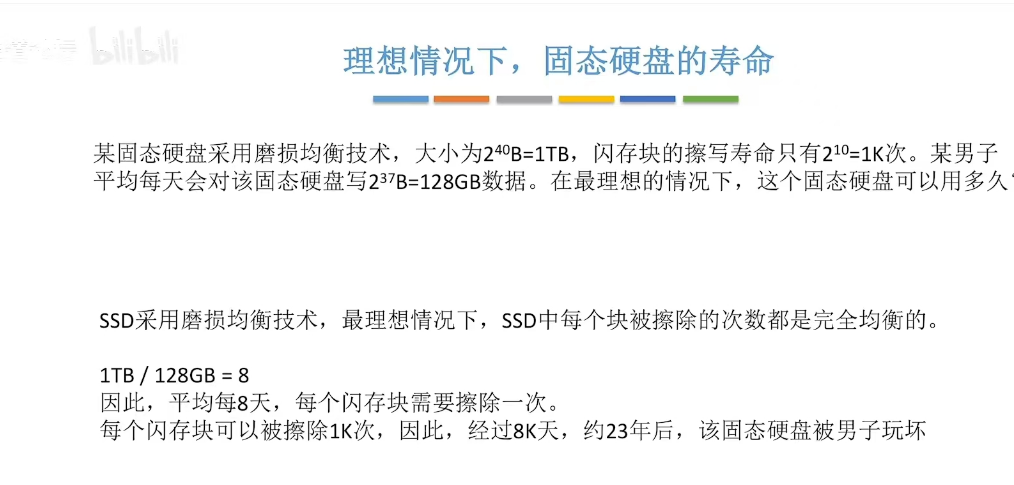 bilibili
理想情况下，固态硬盘的寿命
某固态硬盘采用磨损均衡技术，大小为2⁴⁰B=1TB，闪存块的擦写寿命只有2¹⁰=1K次。某男子
平均每天会对该固态硬盘写2³⁷B=128GB数据。在最理想的情况下，这个固态硬盘可以用多久?
SSD采用磨损均衡技术，最理想情况下，SSD中每个块被擦除的次数都是完全均衡的。
1TB / 128GB = 8
因此，平均每8天，每个闪存块需要擦除一次。
每个闪存块可以被擦除1K次，因此，经过8K天，约23年后，该固态硬盘被男子玩坏